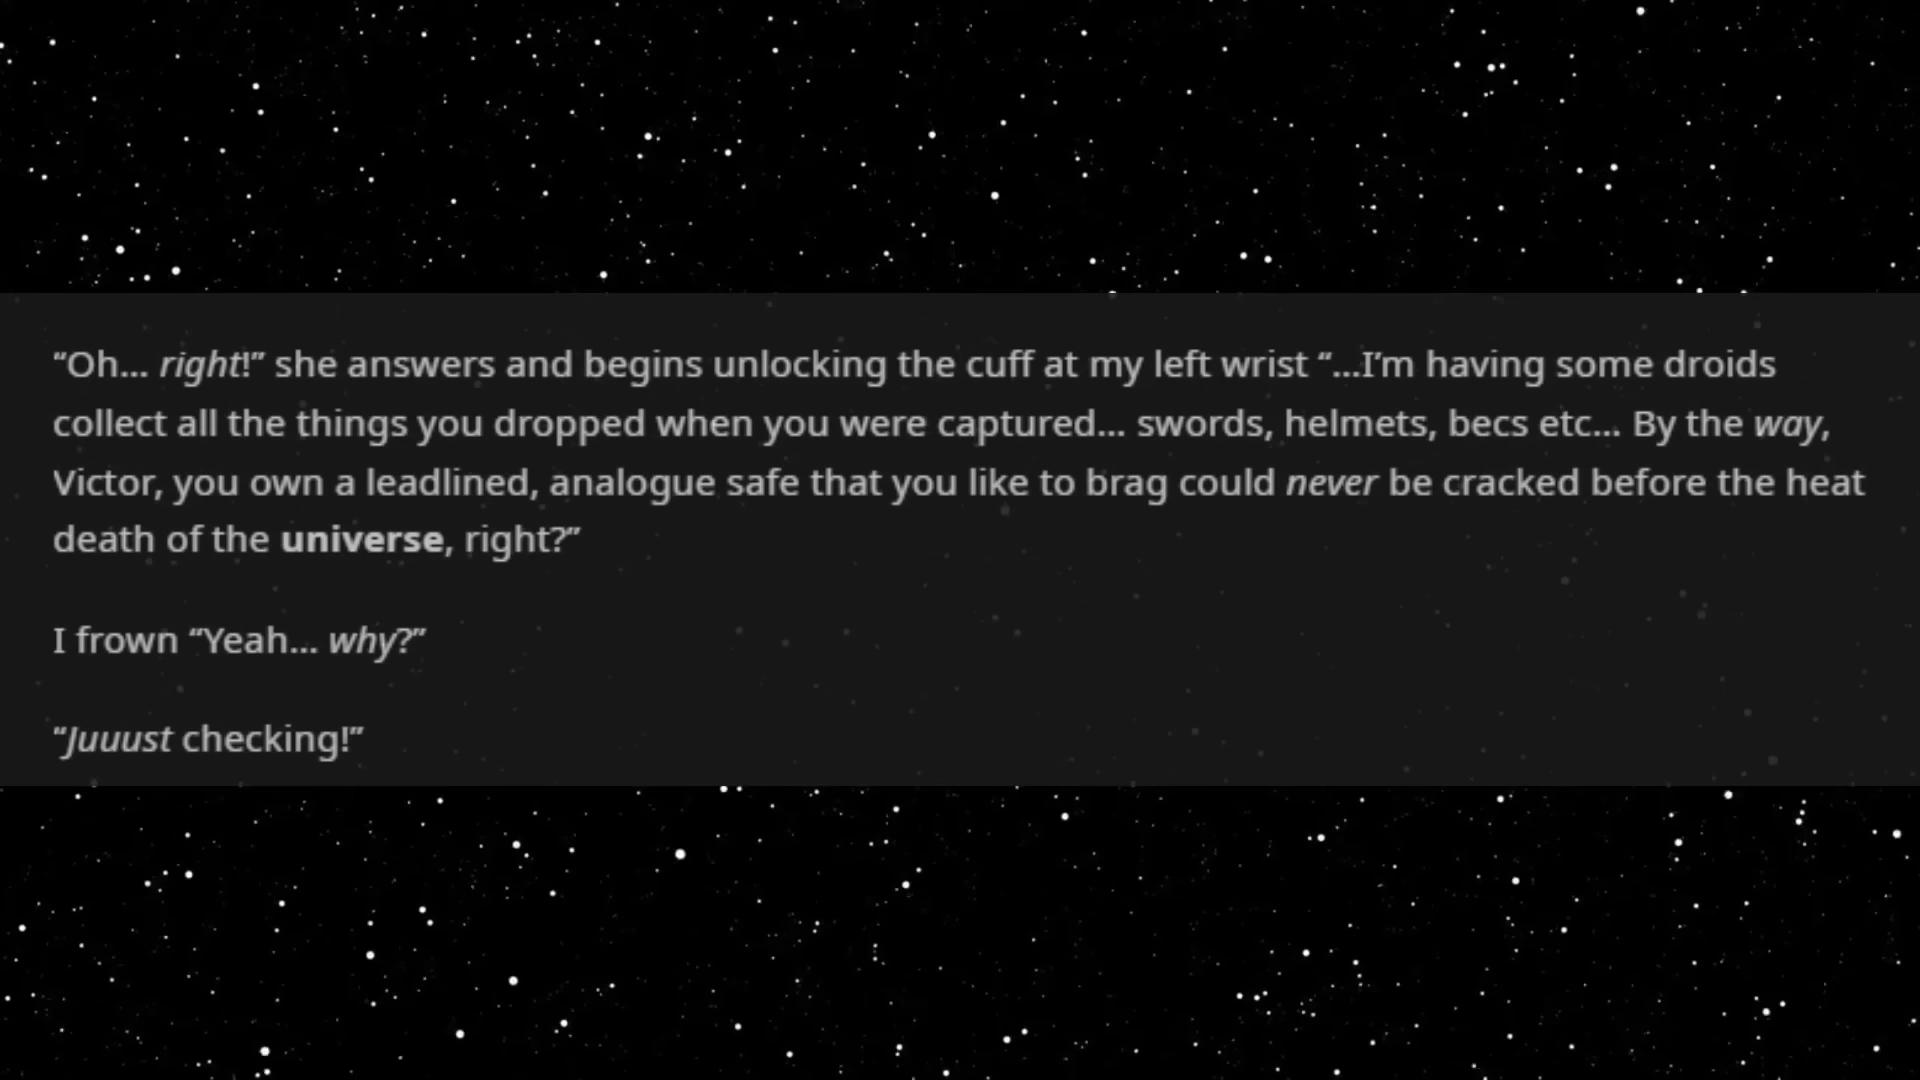 “Oh... right!” she answers and begins unlocking the cuff at my left wrist “...I’m having some droids
collect all the things you dropped when you were captured... swords, helmets, becs etc... By the way,
Victor, you own a leadlined, analogue safe that you like to brag could never be cracked before the heat
death of the universe, right?”
I frown “Yeah... why?”
“Juuust checking!”